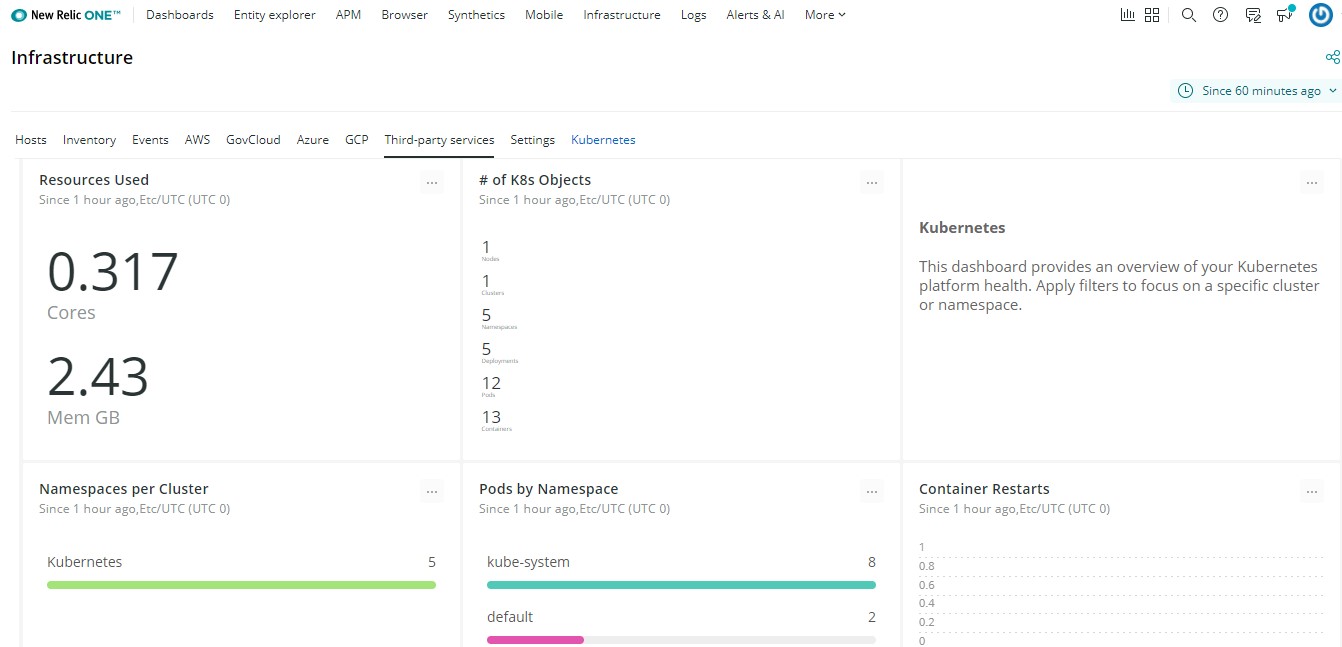 New Relic ONE™ Dashboards Entity explorer APM Browser Synthetics Mobile Infrastructure Logs Alerts & AI More
Infrastructure
Since 60 minutes ago
Hosts Inventory Events AWS GovCloud Azure GCP Third-party services Settings Kubernetes
Resources Used
Since 1 hour ago,Etc/UTC (UTC 0)
0.317
Cores
2.43
Mem GB
# of K8s Objects
Since 1 hour ago,Etc/UTC (UTC 0)
1
Nodes
1
Clusters
5
Namespaces
5
Deployments
12
Pods
13
Containers
...
Kubernetes
This dashboard provides an overview of your Kubernetes
platform health. Apply filters to focus on a specific cluster
or namespace.
Namespaces per Cluster
Since 1 hour ago,Etc/UTC (UTC 0)
Kubernetes 5
Pods by Namespace
Since 1 hour ago,Etc/UTC (UTC 0)
kube-system 8
default 2
Container Restarts
Since 1 hour ago,Etc/UTC (UTC 0)
1
0.8
0.6
0.4
0.2
0